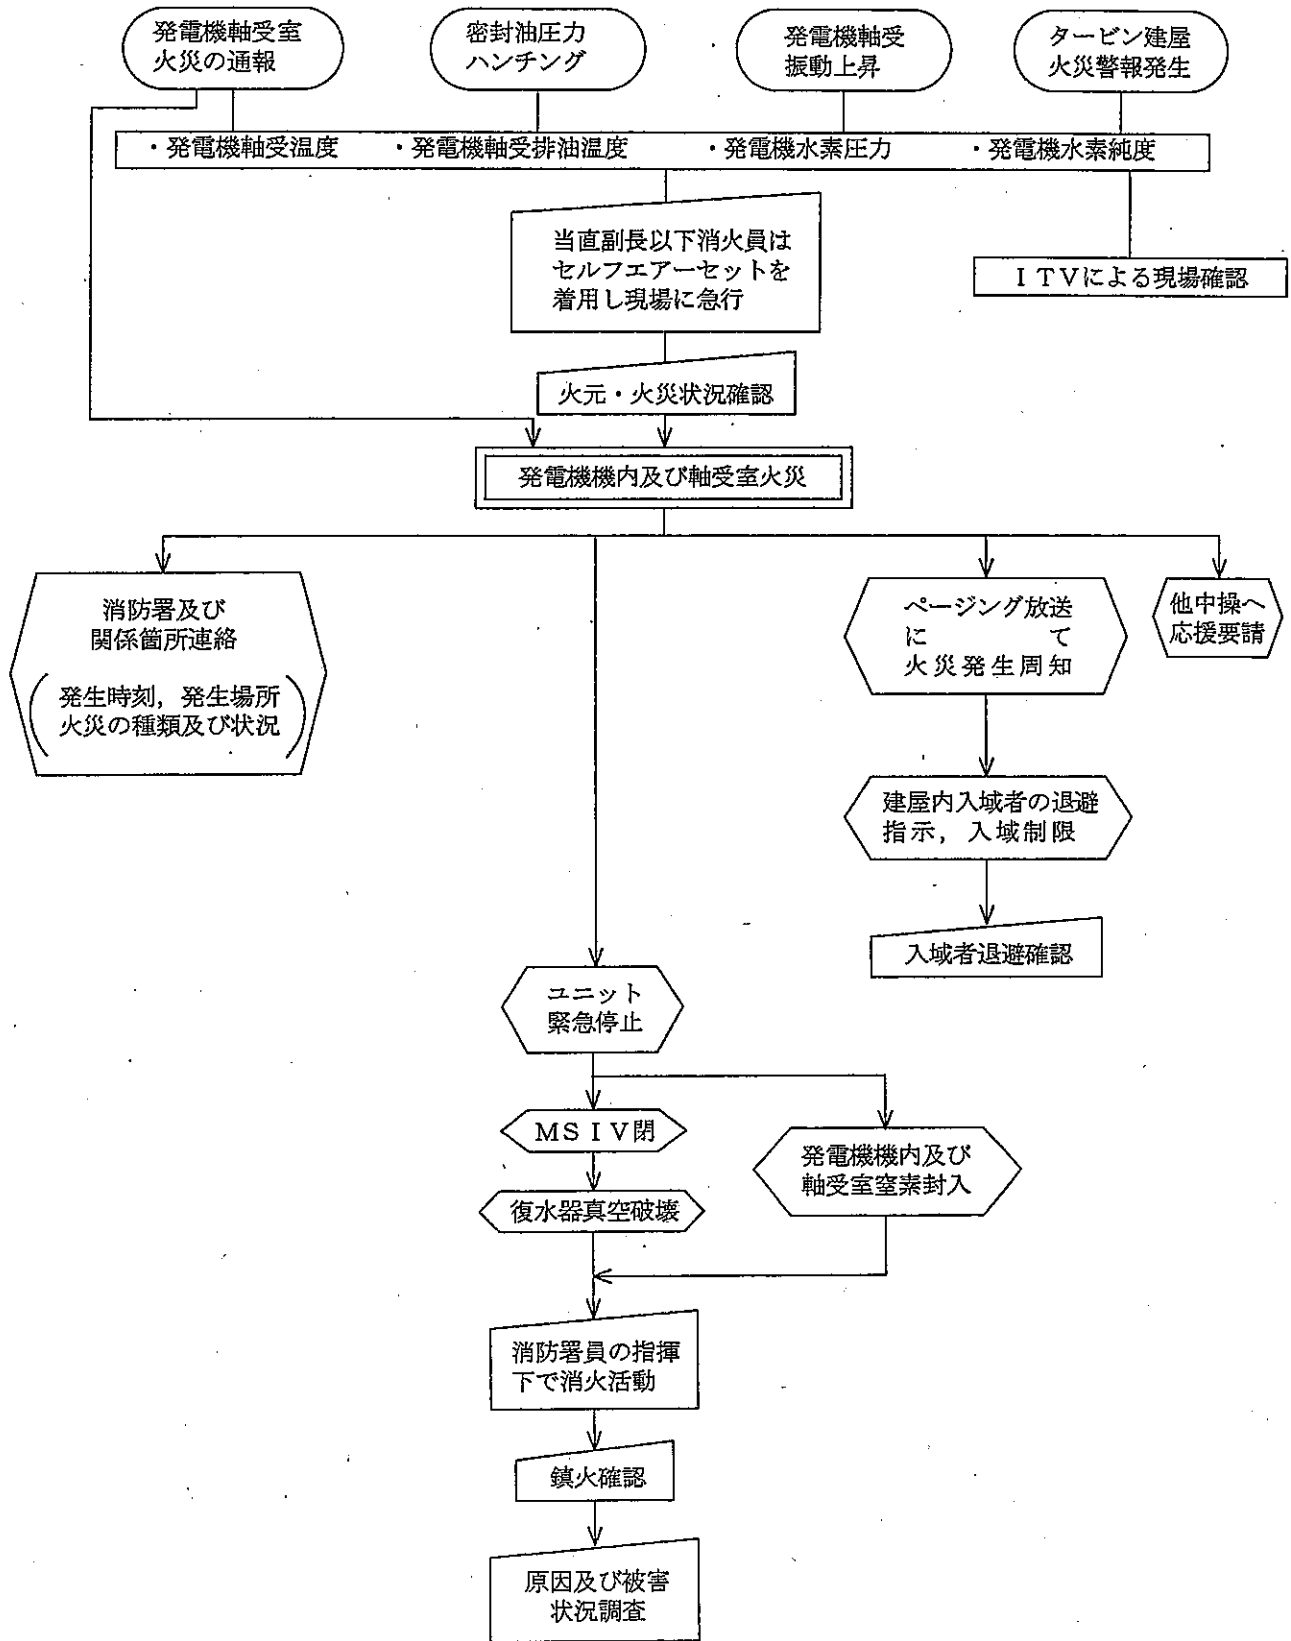 発電機軸受室
火災の通報
密封油圧力
ハンチング
発電機軸受
振動上昇
タービン建屋
火災警報発生
・発電機軸受温度 ・発電機軸受排油温度 ・発電機水素圧力 ・発電機水素純度
当直副長以下消火員は
セルフエアーセットを
着用し現場に急行
ITVによる現場確認
火元・火災状況確認
発電機機内及び軸受室火災
消防署及び
関係箇所連絡
(発生時刻,発生場所
火災の種類及び状況)
ページング放送
にて
火災発生周知
他中操へ
応援要請
建屋内入域者の退避
指示,入域制限
入域者退避確認
ユニット
緊急停止
MSIV閉
発電機機内及び
軸受室窒素封入
復水器真空破壊
消防署員の指揮
下で消火活動
鎮火確認
原因及び被害
状況調査